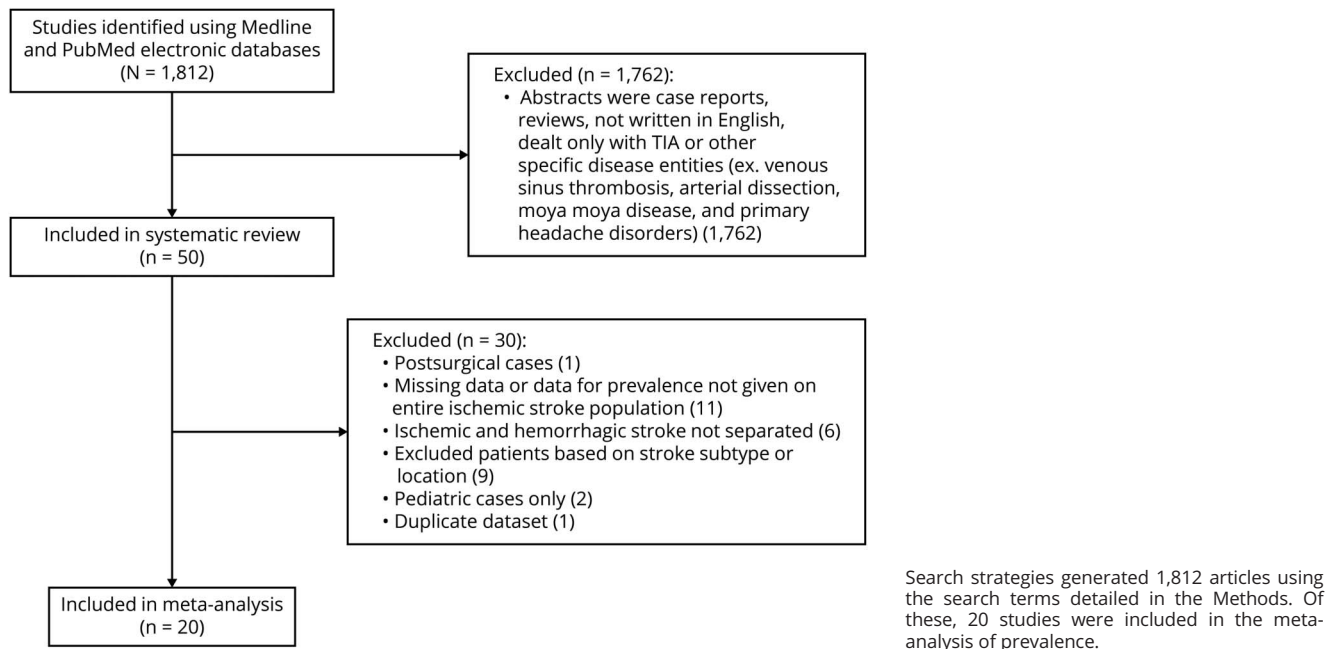 Studies identified using Medline
and PubMed electronic databases
(N = 1,812)
Excluded (n = 1,762):
• Abstracts were case reports,
reviews, not written in English,
dealt only with TIA or other
specific disease entities (ex. venous
sinus thrombosis, arterial dissection,
moya moya disease, and primary
headache disorders) (1,762)
Included in systematic review
(n = 50)
Excluded (n = 30):
• Postsurgical cases (1)
• Missing data or data for prevalence not given on
entire ischemic stroke population (11)
• Ischemic and hemorrhagic stroke not separated (6)
• Excluded patients based on stroke subtype or
location (9)
• Pediatric cases only (2)
• Duplicate dataset (1)
Included in meta-analysis
(n = 20)
Search strategies generated 1,812 articles using
the search terms detailed in the Methods. Of
these, 20 studies were included in the meta-
analysis of prevalence.